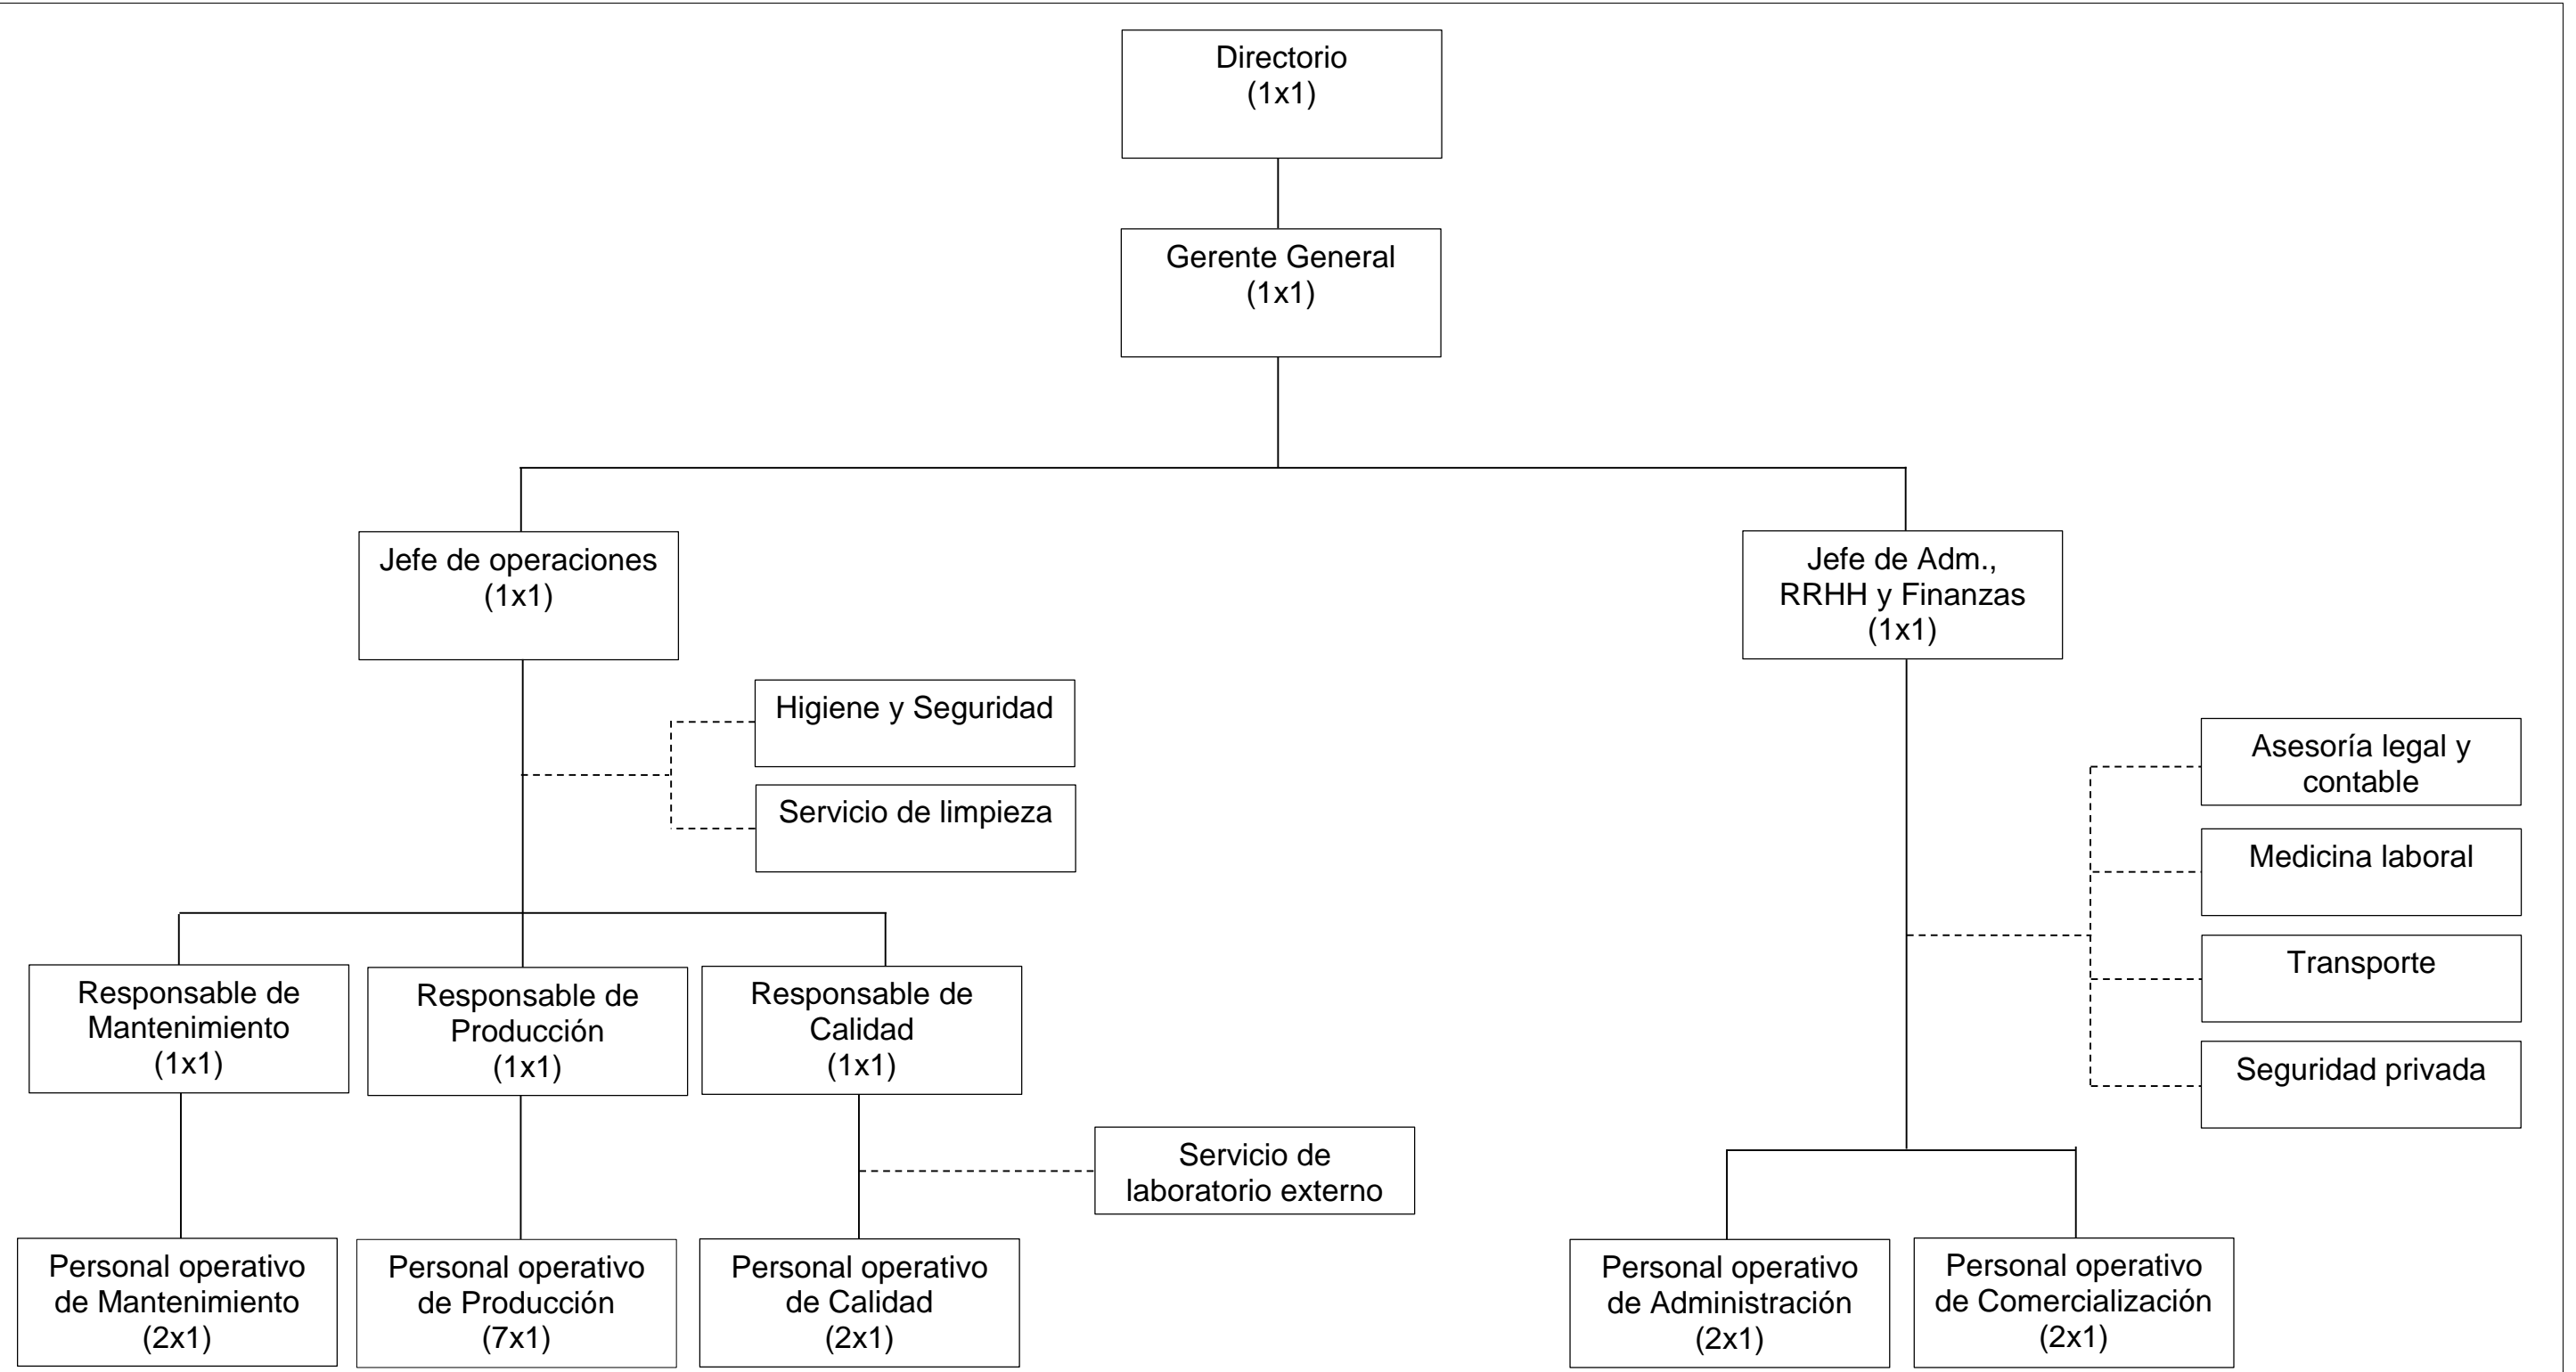 Directorio
(1x1)
Gerente General
(1x1)
Jefe de operaciones
(1x1)
Jefe de Adm.,
RRHH y Finanzas
(1x1)
Higiene y Seguridad
Servicio de limpieza
Asesoría legal y
contable
Medicina laboral
Transporte
Seguridad privada
Responsable de
Mantenimiento
(1x1)
Responsable de
Producción
(1x1)
Responsable de
Calidad
(1x1)
Servicio de
laboratorio externo
Personal operativo
de Mantenimiento
(2x1)
Personal operativo
de Producción
(7x1)
Personal operativo
de Calidad
(2x1)
Personal operativo
de Administración
(2x1)
Personal operativo
de Comercialización
(2x1)